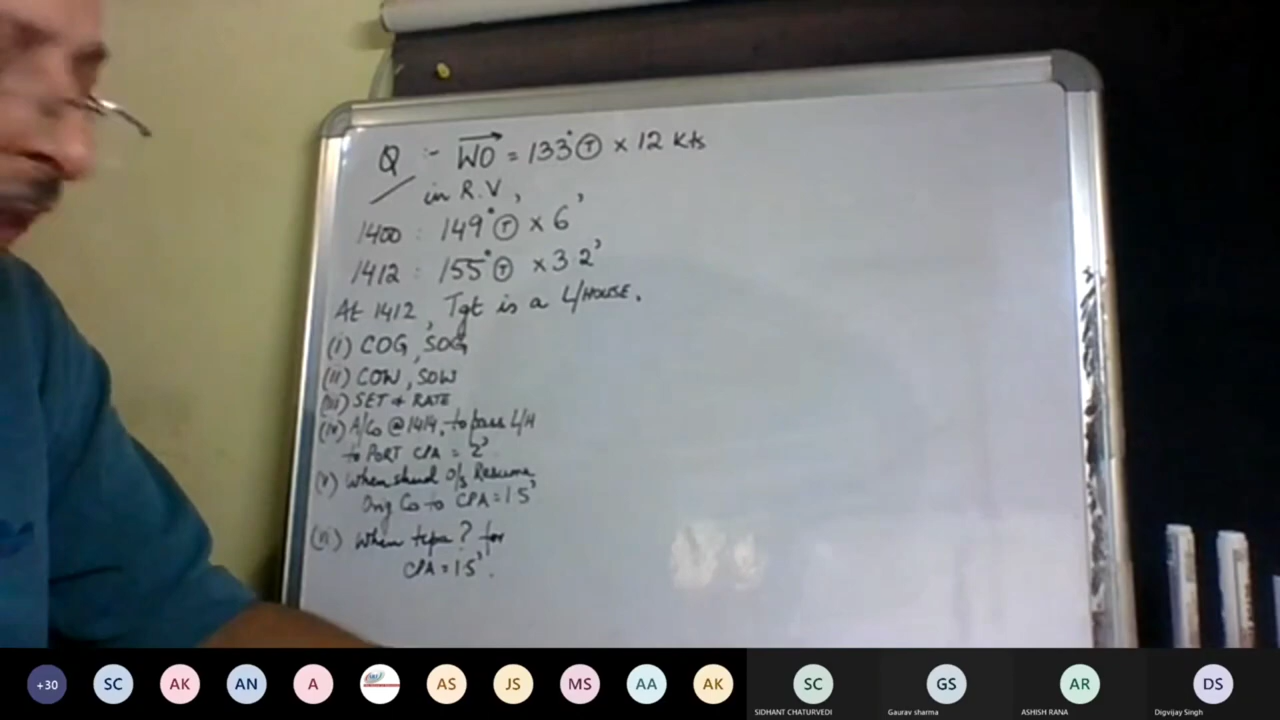 Q :- WO = 133° Ⓣ × 12 Kts
in R.V,
1400 : 149° Ⓣ × 6'
1412 : 155° Ⓣ × 3.2'
At 1412, Tgt is a L/HOUSE.
(i) COG, SOG
(ii) COW, SOW
(iii) SET & RATE
(iv) A/Co @ 1414, to pass L/H
to PORT CPA = 2'
(v) When shud O/s Resume
Org Co to CPA = 1.5'
(vi) When tcpa? for
CPA = 1.5'.
+30 SC AK AN A AS JS MS AA AK SC GS AR DS
SIDHANT CHATURVEDI Gaurav sharma ASHISH RANA Digvijay Singh